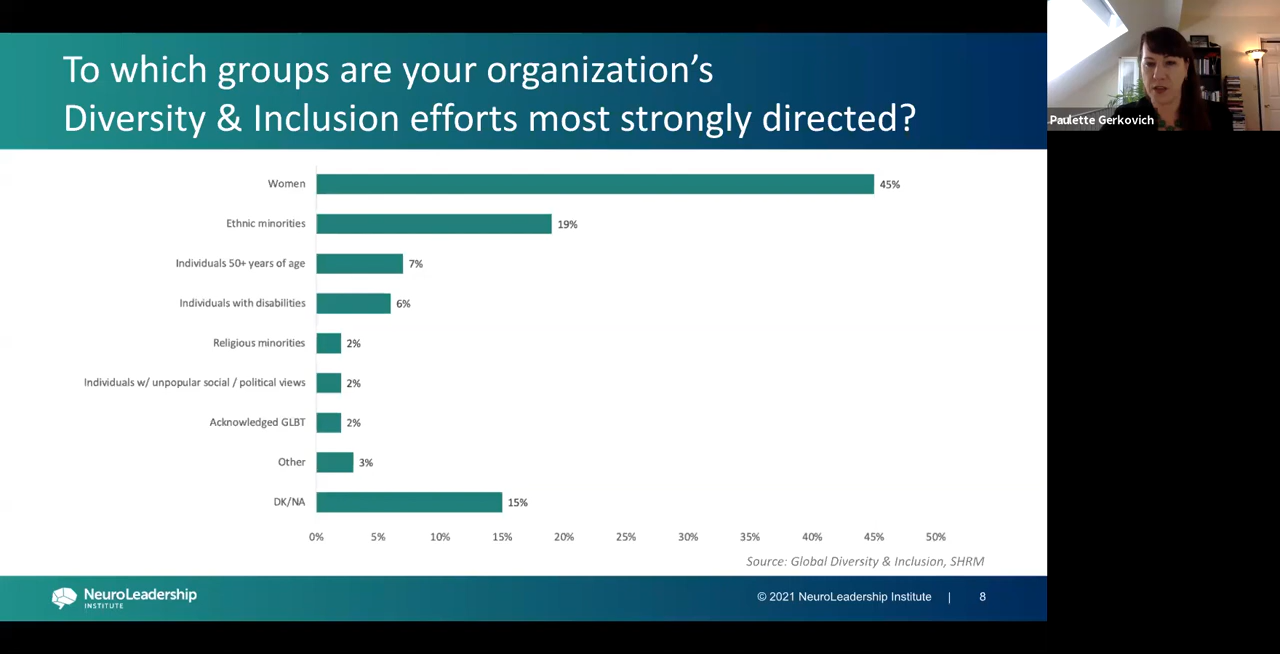 To which groups are your organization's
Diversity & Inclusion efforts most strongly directed?
Paulette Gerkovich
Women
45%
Ethnic minorities
19%
Individuals 50+ years of age
7%
Individuals with disabilities
6%
Religious minorities
2%
Individuals w/ unpopular social / political views
2%
Acknowledged GLBT
2%
Other
3%
DK/NA
15%
0% 5% 10% 15% 20% 25% 30% 35% 40% 45% 50%
Source: Global Diversity & Inclusion, SHRM
NeuroLeadership
INSTITUTE
© 2021 NeuroLeadership Institute | 8